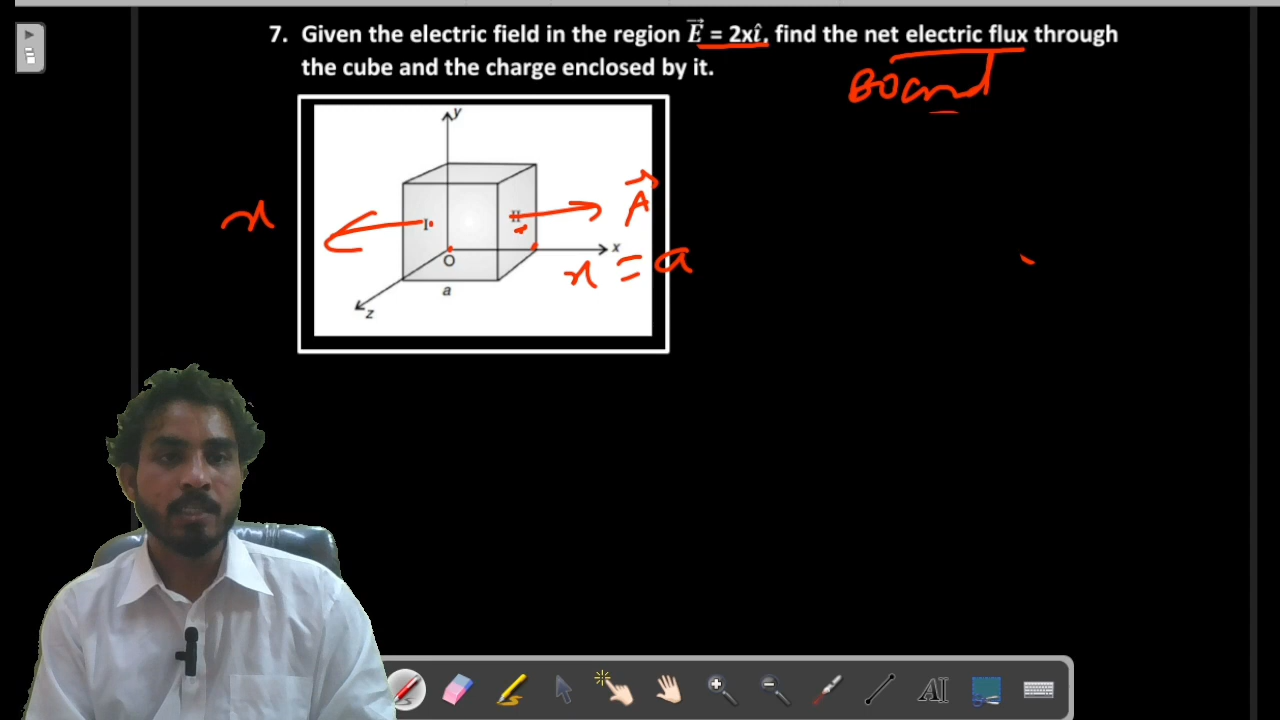 7. Given the electric field in the region E⃗ = 2xî, find the net electric flux through
the cube and the charge enclosed by it.
Board
y
A⃗
I
II
x
x
O
x = a
a
z
AI